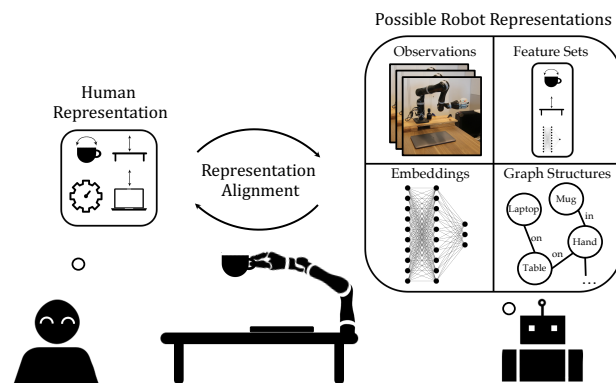 Possible Robot Representations
Observations
Feature Sets
Human
Representation
Representation
Alignment
Embeddings
Graph Structures
Laptop
Mug
in
on
Hand
Table
on
...